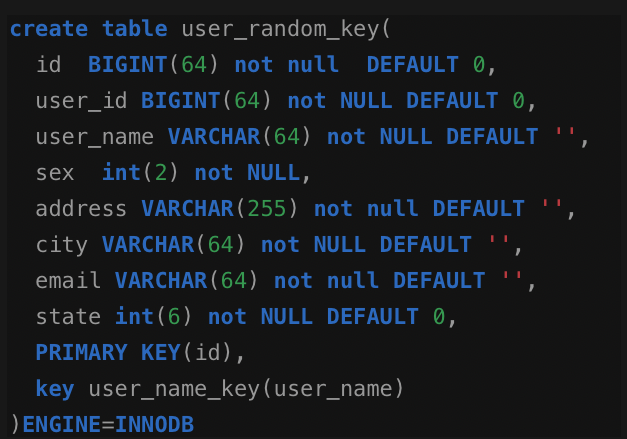 create table user_random_key(
  id  BIGINT(64) not null  DEFAULT 0,
  user_id BIGINT(64) not NULL DEFAULT 0,
  user_name VARCHAR(64) not NULL DEFAULT '',
  sex  int(2) not NULL,
  address VARCHAR(255) not null DEFAULT '',
  city VARCHAR(64) not NULL DEFAULT '',
  email VARCHAR(64) not null DEFAULT '',
  state int(6) not NULL DEFAULT 0,
  PRIMARY KEY(id),
  key user_name_key(user_name)
)ENGINE=INNODB